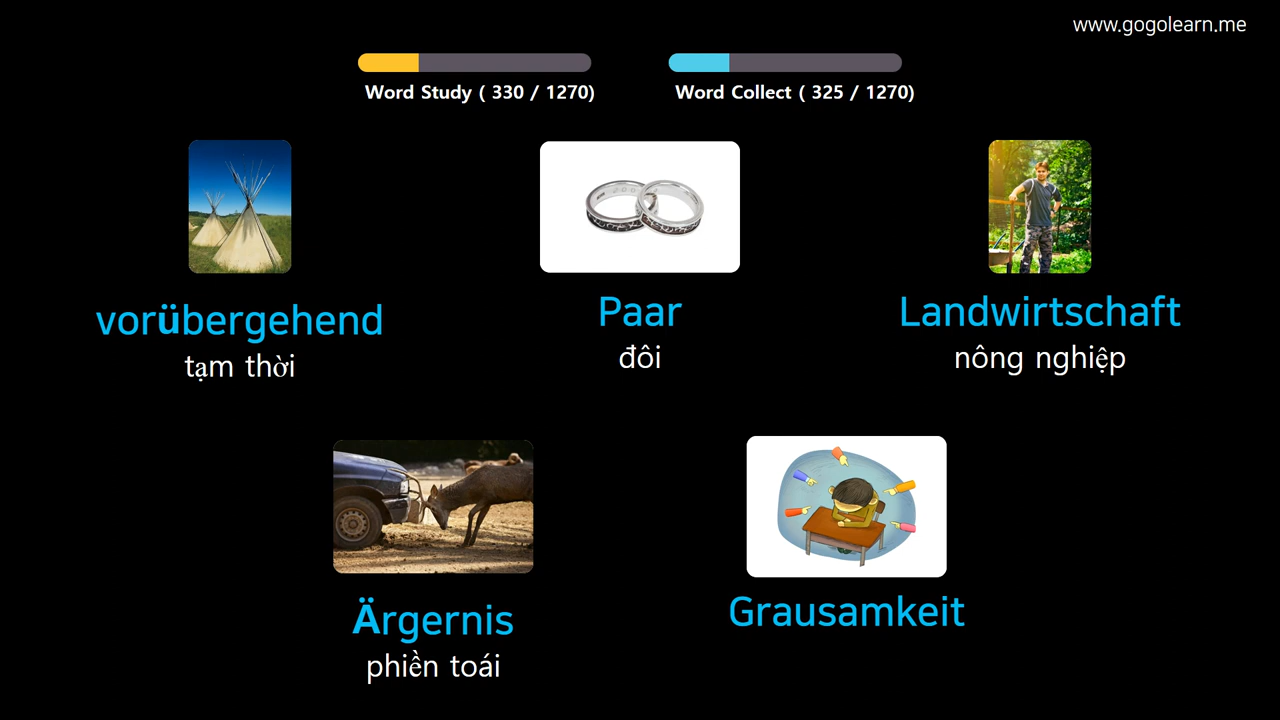 www.gogolearn.me
Word Study ( 330 / 1270)
Word Collect ( 325 / 1270)
vorübergehend
tạm thời
Paar
đôi
Landwirtschaft
nông nghiệp
Ärgernis
phiền toái
Grausamkeit